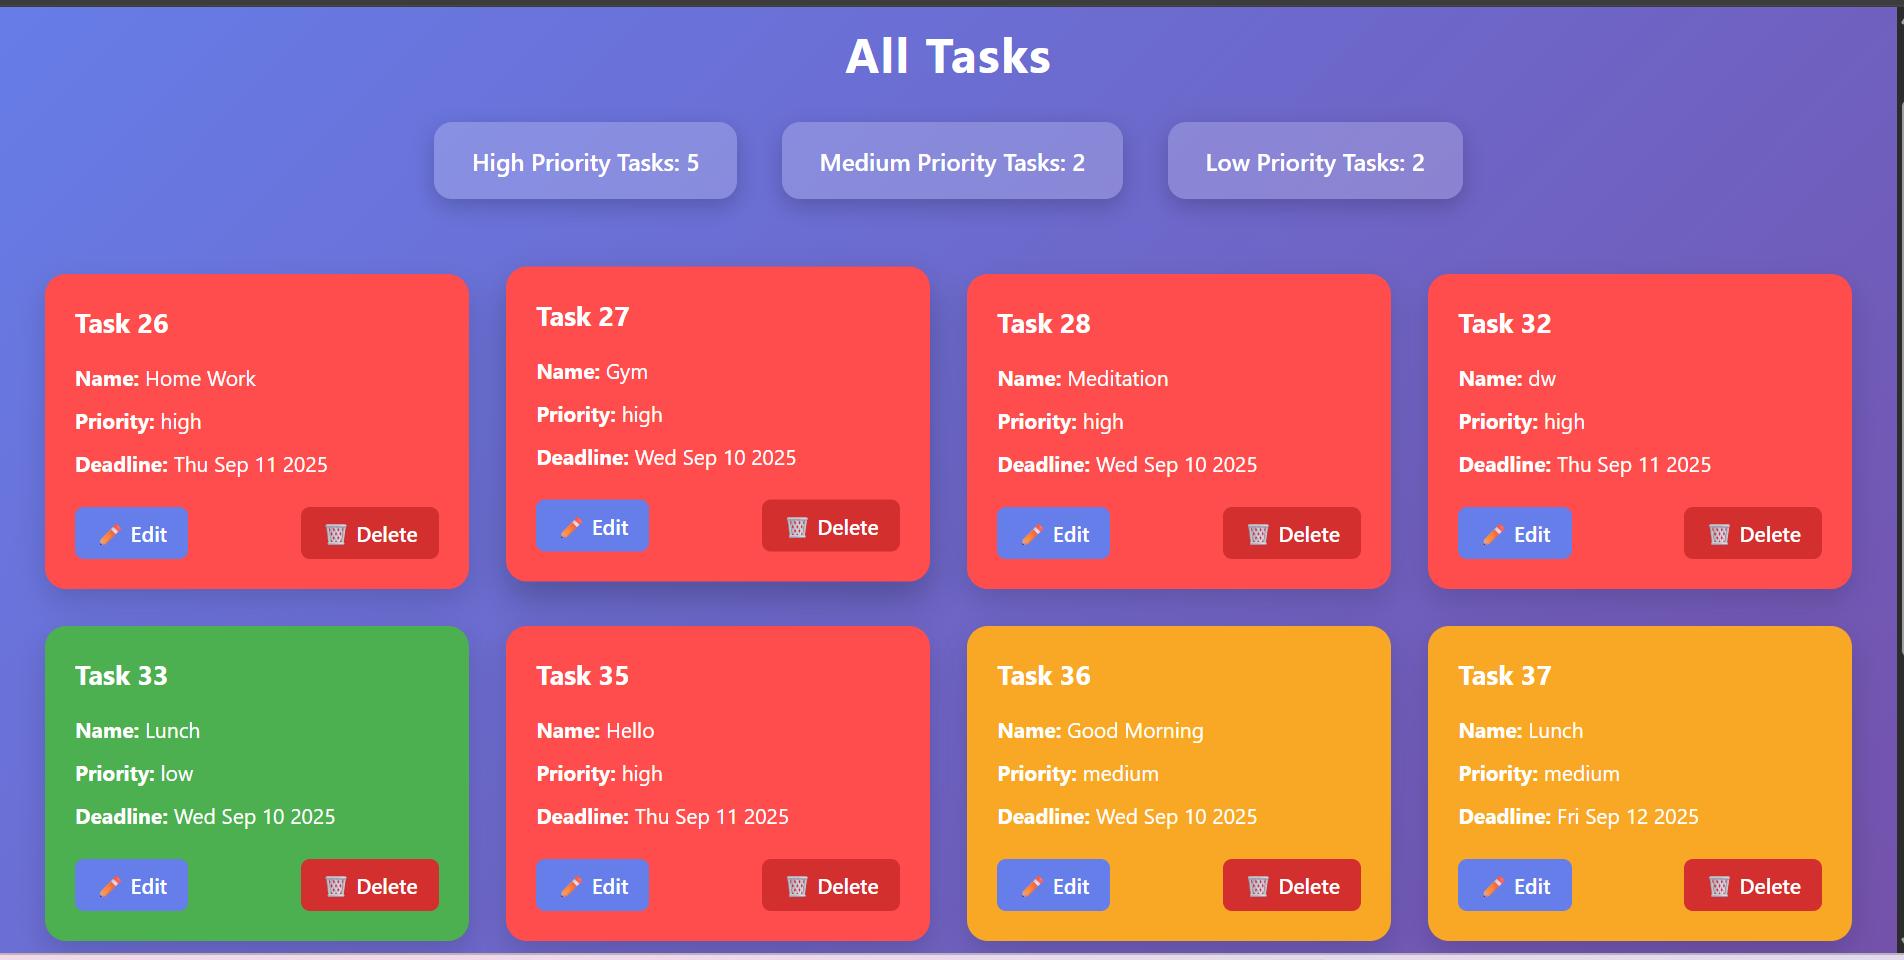 All Tasks
High Priority Tasks: 5
Medium Priority Tasks: 2
Low Priority Tasks: 2
Task 26
Name: Home Work
Priority: high
Deadline: Thu Sep 11 2025
Edit
Delete
Task 27
Name: Gym
Priority: high
Deadline: Wed Sep 10 2025
Edit
Delete
Task 28
Name: Meditation
Priority: high
Deadline: Wed Sep 10 2025
Edit
Delete
Task 32
Name: dw
Priority: high
Deadline: Thu Sep 11 2025
Edit
Delete
Task 33
Name: Lunch
Priority: low
Deadline: Wed Sep 10 2025
Edit
Delete
Task 35
Name: Hello
Priority: high
Deadline: Thu Sep 11 2025
Edit
Delete
Task 36
Name: Good Morning
Priority: medium
Deadline: Wed Sep 10 2025
Edit
Delete
Task 37
Name: Lunch
Priority: medium
Deadline: Fri Sep 12 2025
Edit
Delete